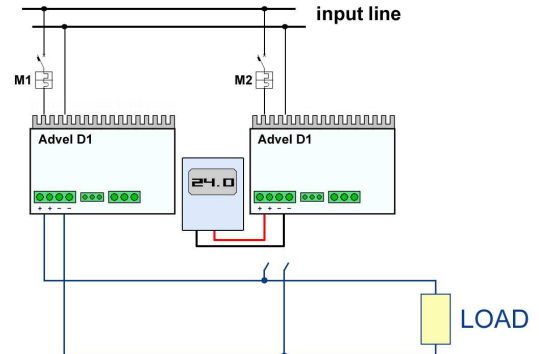 input line
M1
M2
Advel D1
Advel D1
24.0
+ + − −
+ + − −
LOAD